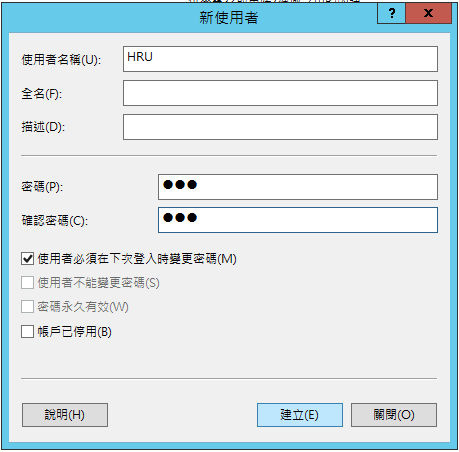 新使用者
? x
使用者名稱(U):
HRU
全名(F):
描述(D):
密碼(P):
●●●
確認密碼(C):
●●●
使用者必須在下次登入時變更密碼(M)
使用者不能變更密碼(S)
密碼永久有效(W)
帳戶已停用(B)
說明(H)
建立(E)
關閉(O)